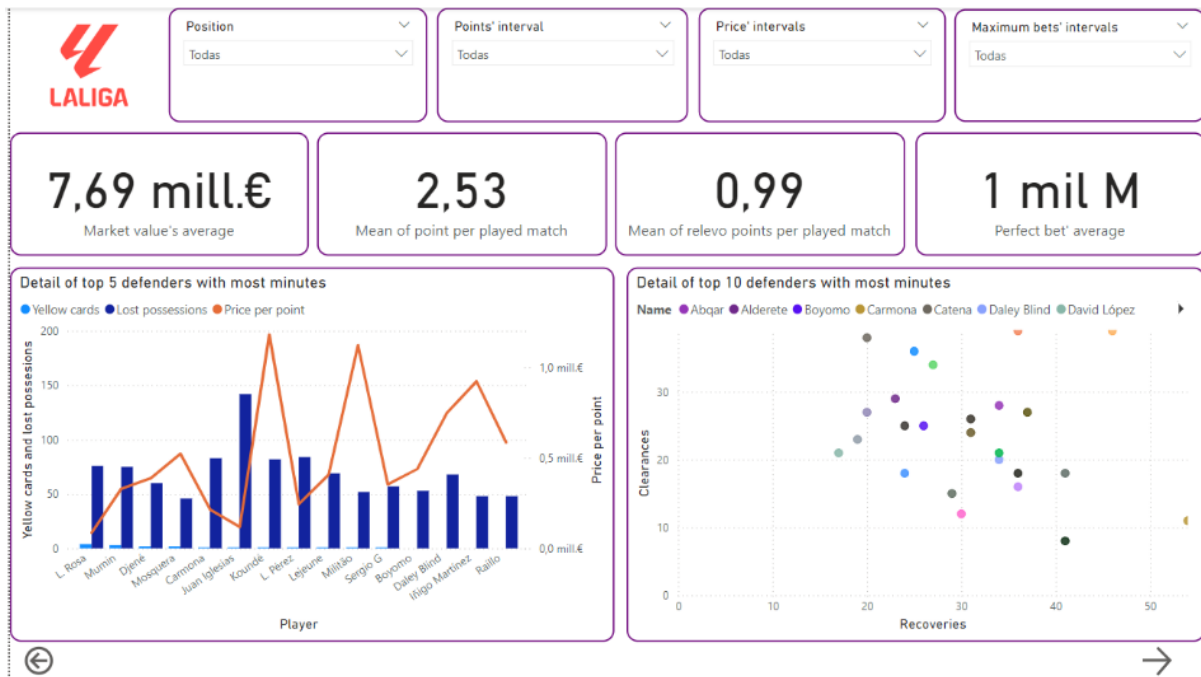 LALIGA
Position
Todas
Points' interval
Todas
Price' intervals
Todas
Maximum bets' intervals
Todas
7,69 mill.€
Market value's average
2,53
Mean of point per played match
0,99
Mean of relevo points per played match
1 mil M
Perfect bet' average
Detail of top 5 defenders with most minutes
Yellow cards Lost possessions Price per point
Yellow cards and lost possesions
200
150
100
50
0
1,0 mill.€
0,5 mill.€
0,0 mill.€
Price per point
L. Rosa
Mumin
Djené
Mosquera
Carmona
Juan Iglesias
Koundé
L. Pérez
Lejeune
Militão
Sergio G
Boyomo
Daley Blind
Iñigo Martínez
Raíllo
Player
Detail of top 10 defenders with most minutes
Name Abqar Alderete Boyomo Carmona Catena Daley Blind David López
Clearances
30
20
10
0
0 10 20 30 40 50
Recoveries